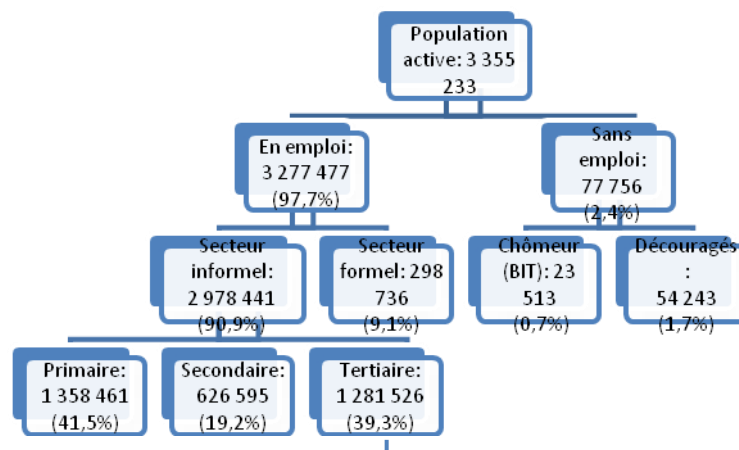 Population
active: 3 355
233
En emploi:
3 277 477
(97,7%)
Sans
emploi:
77 756
(2,4%)
Secteur
informel:
2 978 441
(90,9%)
Secteur
formel: 298
736
(9,1%)
Chômeur
(BIT): 23
513
(0,7%)
Découragés
:
54 243
(1,7%)
Primaire:
1 358 461
(41,5%)
Secondaire:
626 595
(19,2%)
Tertiaire:
1 281 526
(39,3%)